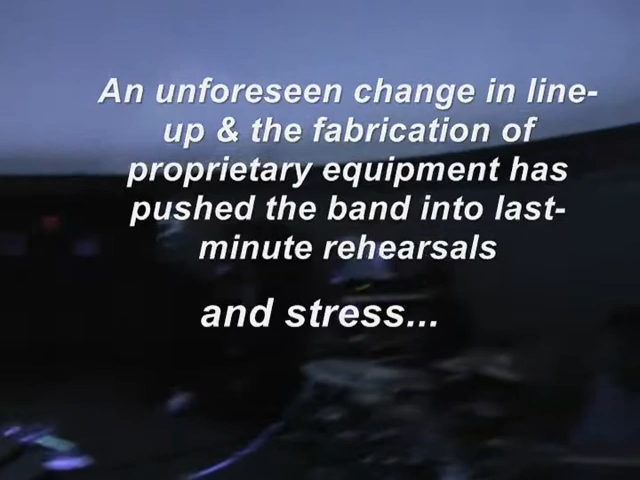 An unforeseen change in line-
up & the fabrication of
proprietary equipment has
pushed the band into last-
minute rehearsals
and stress...